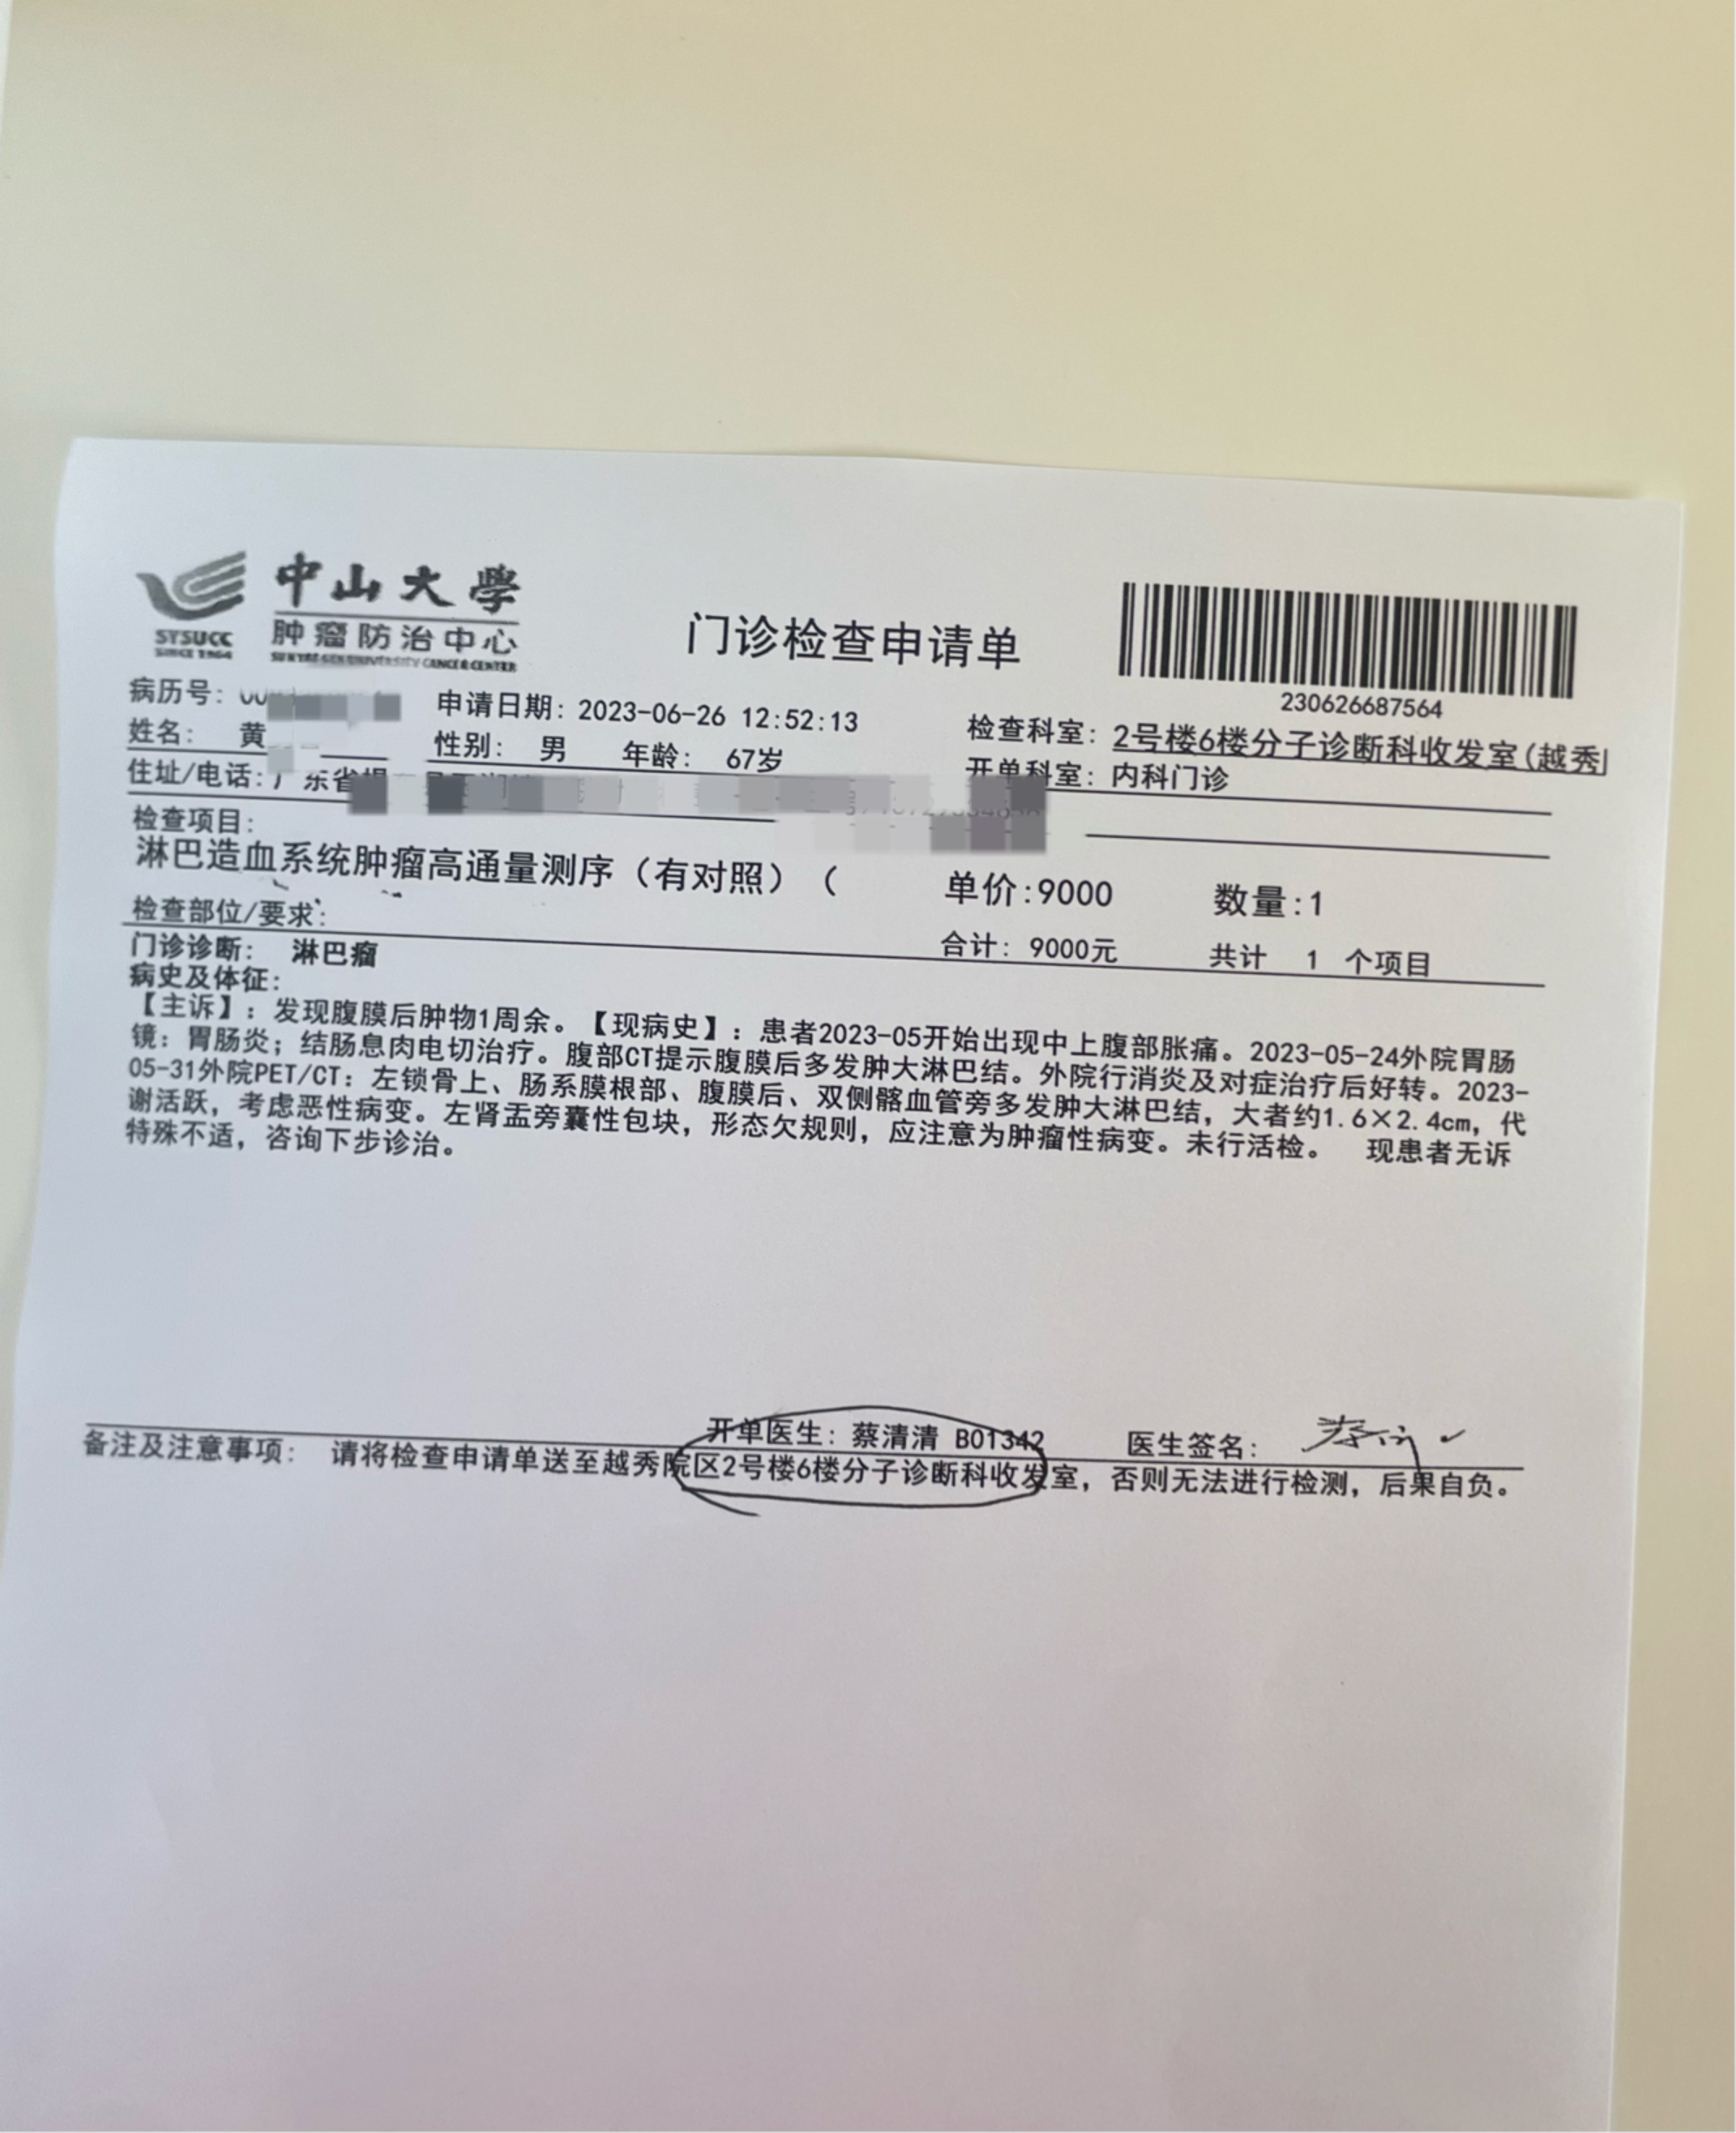 中山大學
肿瘤防治中心
SYSUCC
SINCE 1964
SUN YAT-SEN UNIVERSITY CANCER CENTER
门诊检查申请单
230626687564
病历号:
申请日期: 2023-06-26 12:52:13
检查科室: 2号楼6楼分子诊断科收发室(越秀
姓名: 黄
性别: 男 年龄: 67岁
开单科室: 内科门诊
住址/电话: 广东省
检查项目:
淋巴造血系统肿瘤高通量测序（有对照）（ 单价:9000 数量:1
检查部位/要求:
合计: 9000元 共计 1 个项目
门诊诊断: 淋巴瘤
病史及体征:
【主诉】: 发现腹膜后肿物1周余。【现病史】: 患者2023-05开始出现中上腹部胀痛。2023-05-24外院胃肠
镜: 胃肠炎; 结肠息肉电切治疗。腹部CT提示腹膜后多发肿大淋巴结。外院行消炎及对症治疗后好转。2023-
05-31外院PET/CT: 左锁骨上、肠系膜根部、腹膜后、双侧髂血管旁多发肿大淋巴结, 大者约1.6×2.4cm, 代
谢活跃, 考虑恶性病变。左肾盂旁囊性包块, 形态欠规则, 应注意为肿瘤性病变。未行活检。 现患者无诉
特殊不适, 咨询下步诊治。
开单医生: 蔡清清 B01342 医生签名:
备注及注意事项: 请将检查申请单送至越秀院区2号楼6楼分子诊断科收发室, 否则无法进行检测, 后果自负。